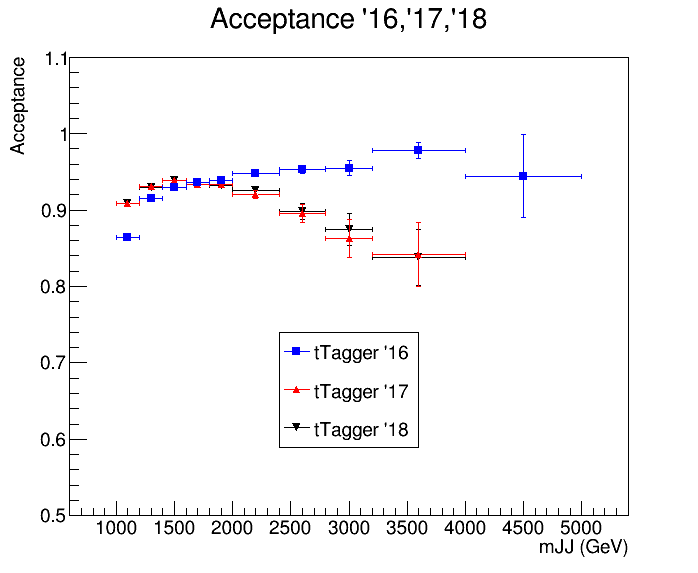 Acceptance '16,'17,'18
Acceptance
1.1
1
0.9
0.8
0.7
0.6
0.5
tTagger '16
tTagger '17
tTagger '18
1000 1500 2000 2500 3000 3500 4000 4500 5000
mJJ (GeV)